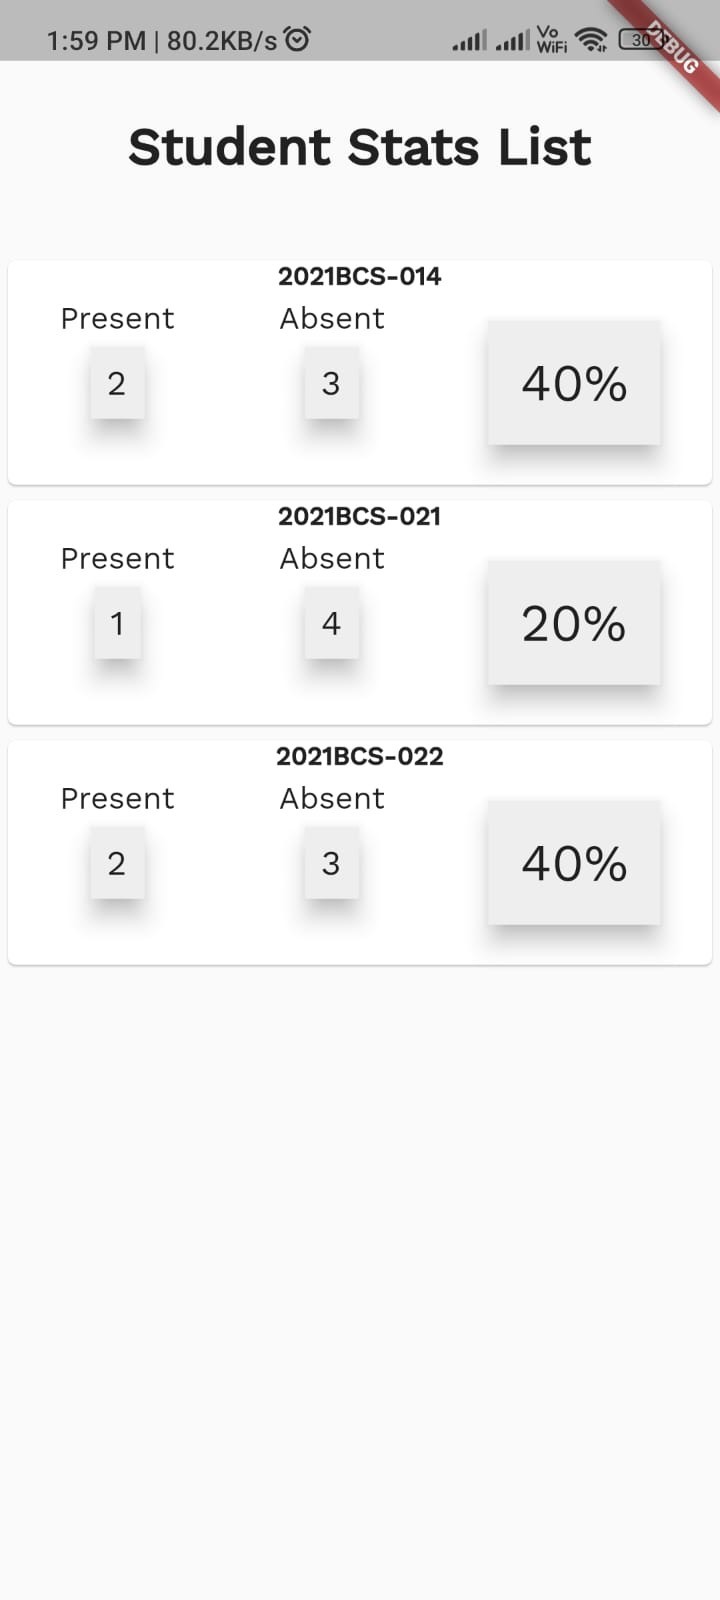 1:59 PM | 80.2KB/s
Vo
WiFi
30
DEBUG
Student Stats List
2021BCS-014
Present Absent
2 3 40%
2021BCS-021
Present Absent
1 4 20%
2021BCS-022
Present Absent
2 3 40%